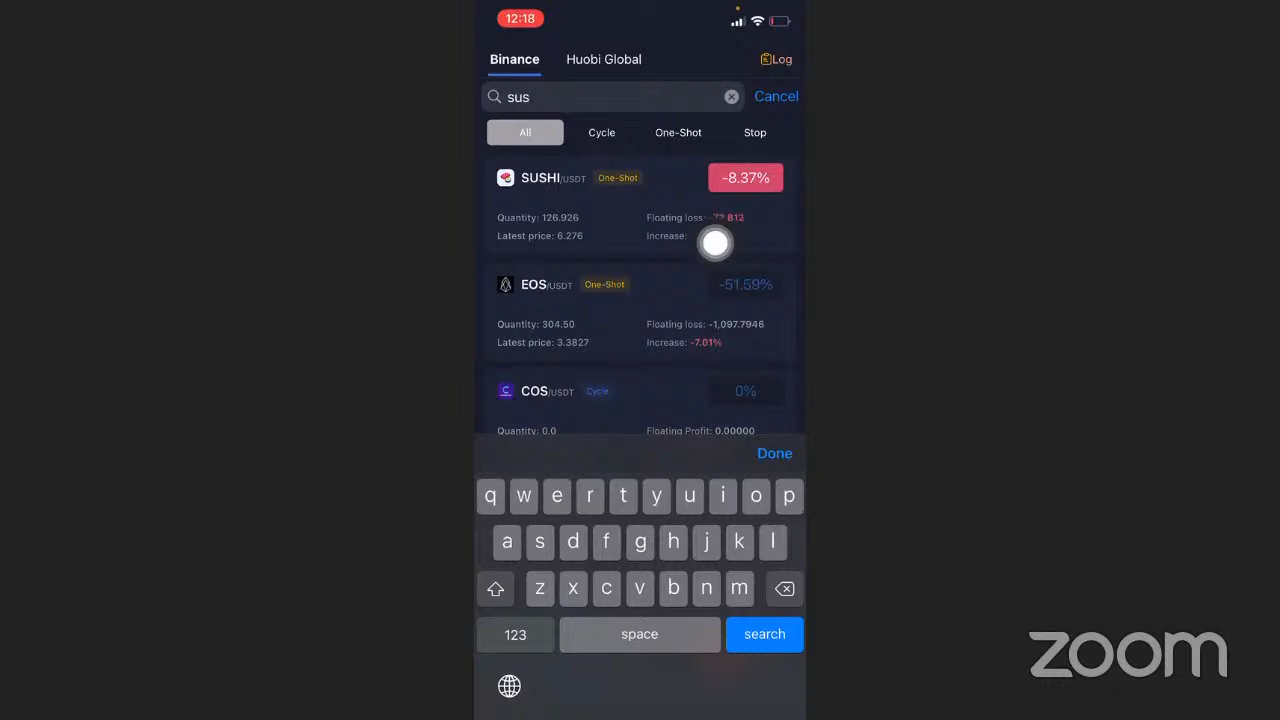 12:18
Binance Huobi Global Log
sus Cancel
All Cycle One-Shot Stop
SUSHI/USDT One-Shot -8.37%
Quantity: 126.926 Floating loss: -72.812
Latest price: 6.276 Increase:
EOS/USDT One-Shot -51.59%
Quantity: 304.50 Floating loss: -1,097.7946
Latest price: 3.3827 Increase: -7.01%
COS/USDT Cycle 0%
Quantity: 0.0 Floating Profit: 0.00000
Done
q w e r t y u i o p
a s d f g h j k l
z x c v b n m
123 space search
zoom